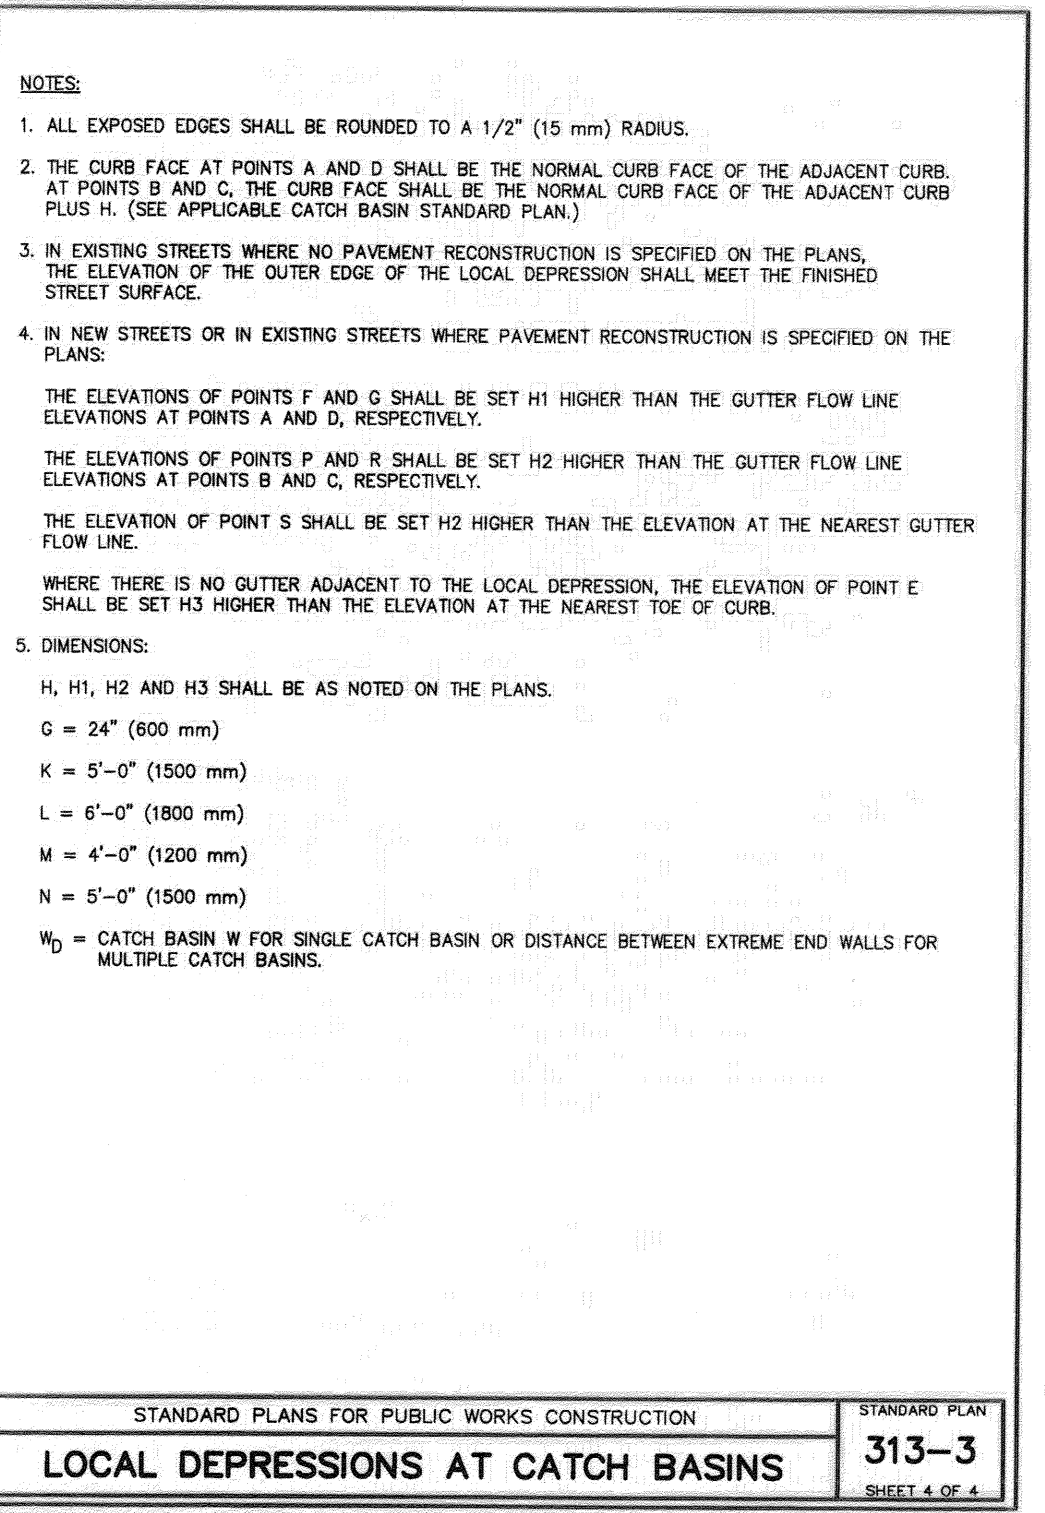 NOTES:
1. ALL EXPOSED EDGES SHALL BE ROUNDED TO A 1/2" (15 mm) RADIUS.
2. THE CURB FACE AT POINTS A AND D SHALL BE THE NORMAL CURB FACE OF THE ADJACENT CURB.
AT POINTS B AND C, THE CURB FACE SHALL BE THE NORMAL CURB FACE OF THE ADJACENT CURB
PLUS H. (SEE APPLICABLE CATCH BASIN STANDARD PLAN.)
3. IN EXISTING STREETS WHERE NO PAVEMENT RECONSTRUCTION IS SPECIFIED ON THE PLANS,
THE ELEVATION OF THE OUTER EDGE OF THE LOCAL DEPRESSION SHALL MEET THE FINISHED
STREET SURFACE.
4. IN NEW STREETS OR IN EXISTING STREETS WHERE PAVEMENT RECONSTRUCTION IS SPECIFIED ON THE
PLANS:
THE ELEVATIONS OF POINTS F AND G SHALL BE SET H1 HIGHER THAN THE GUTTER FLOW LINE
ELEVATIONS AT POINTS A AND D, RESPECTIVELY.
THE ELEVATIONS OF POINTS P AND R SHALL BE SET H2 HIGHER THAN THE GUTTER FLOW LINE
ELEVATIONS AT POINTS B AND C, RESPECTIVELY.
THE ELEVATION OF POINT S SHALL BE SET H2 HIGHER THAN THE ELEVATION AT THE NEAREST GUTTER
FLOW LINE.
WHERE THERE IS NO GUTTER ADJACENT TO THE LOCAL DEPRESSION, THE ELEVATION OF POINT E
SHALL BE SET H3 HIGHER THAN THE ELEVATION AT THE NEAREST TOE OF CURB.
5. DIMENSIONS:
H, H1, H2 AND H3 SHALL BE AS NOTED ON THE PLANS.
G = 24" (600 mm)
K = 5'-0" (1500 mm)
L = 6'-0" (1800 mm)
M = 4'-0" (1200 mm)
N = 5'-0" (1500 mm)
WD = CATCH BASIN W FOR SINGLE CATCH BASIN OR DISTANCE BETWEEN EXTREME END WALLS FOR
MULTIPLE CATCH BASINS.
STANDARD PLANS FOR PUBLIC WORKS CONSTRUCTION
LOCAL DEPRESSIONS AT CATCH BASINS
STANDARD PLAN
313-3
SHEET 4 OF 4